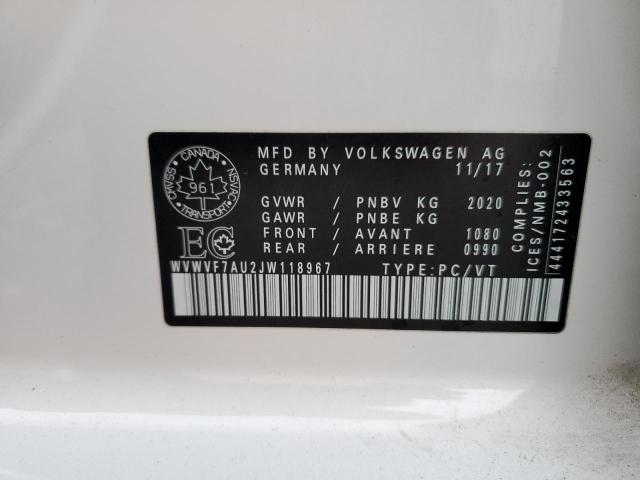 CMVSS
CANADA
NSVAC
961
TRANSPORT
EC
MFD BY VOLKSWAGEN AG
GERMANY 11/17
GVWR / PNBV KG 2020
GAWR / PNBE KG
FRONT / AVANT 1080
REAR / ARRIERE 0990
WVWVF7AU2JW118967 TYPE:PC/VT
COMPLIES:
ICES/NMB-002
444172433563